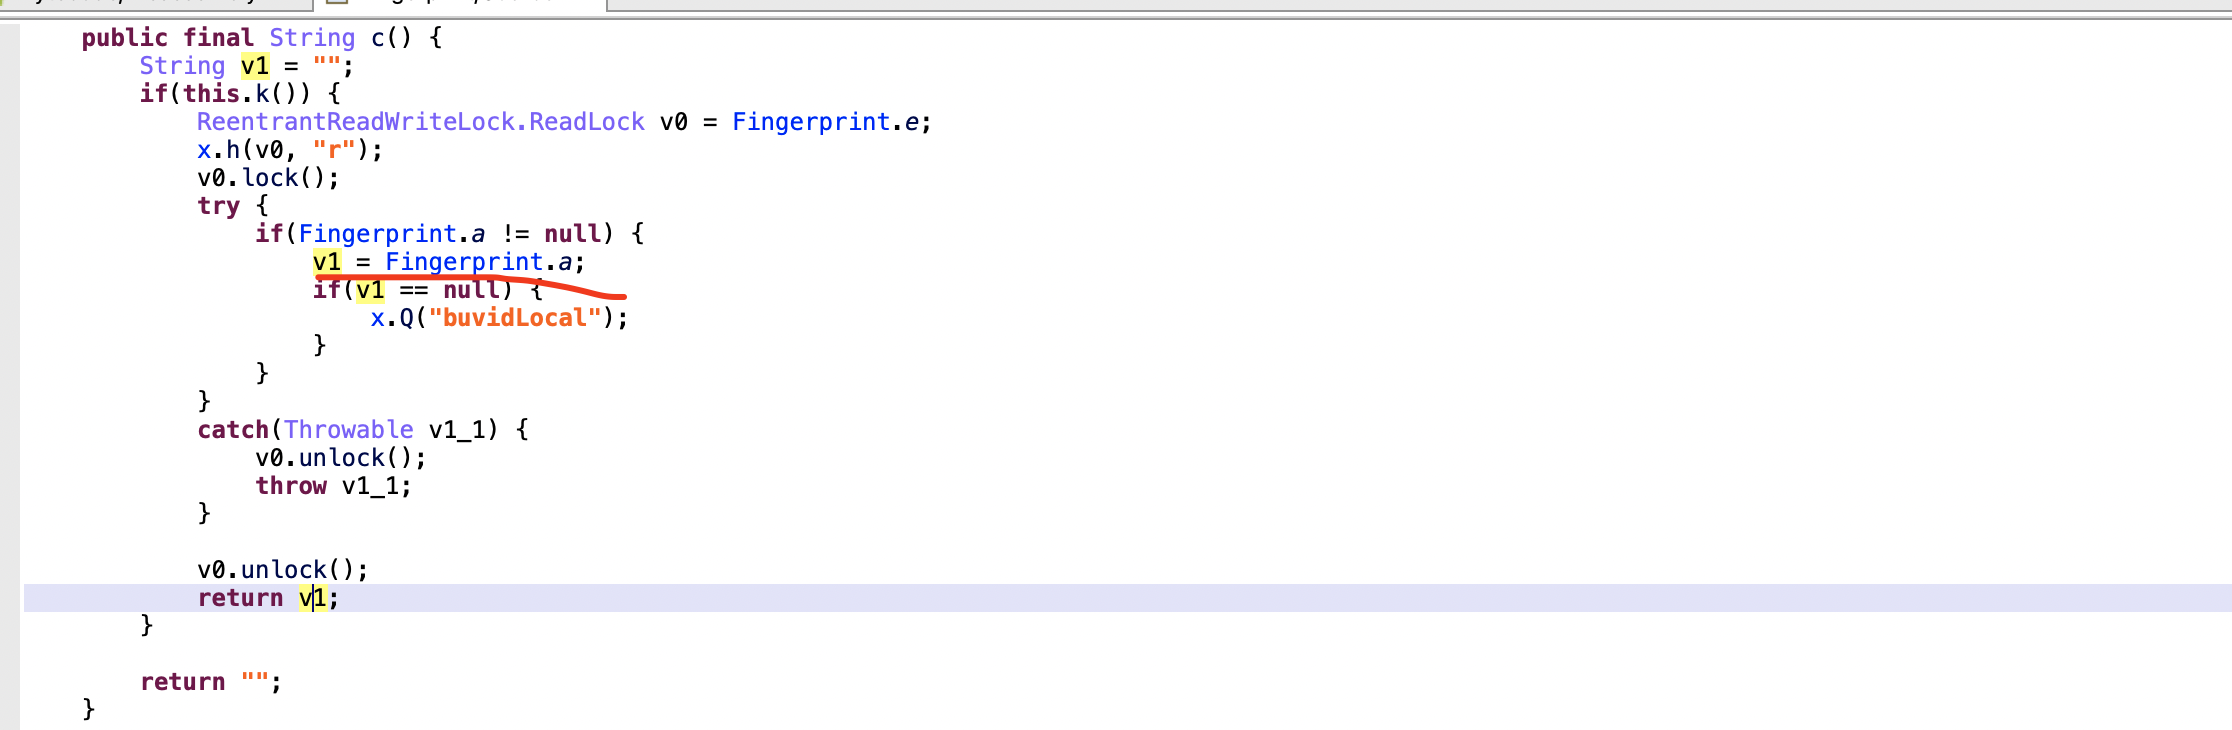 public final String c() {
String v1 = "";
if(this.k()) {
ReentrantReadWriteLock.ReadLock v0 = Fingerprint.e;
x.h(v0, "r");
v0.lock();
try {
if(Fingerprint.a != null) {
v1 = Fingerprint.a;
if(v1 == null) {
x.Q("buvidLocal");
}
}
}
catch(Throwable v1_1) {
v0.unlock();
throw v1_1;
}
v0.unlock();
return v1;
}
return "";
}